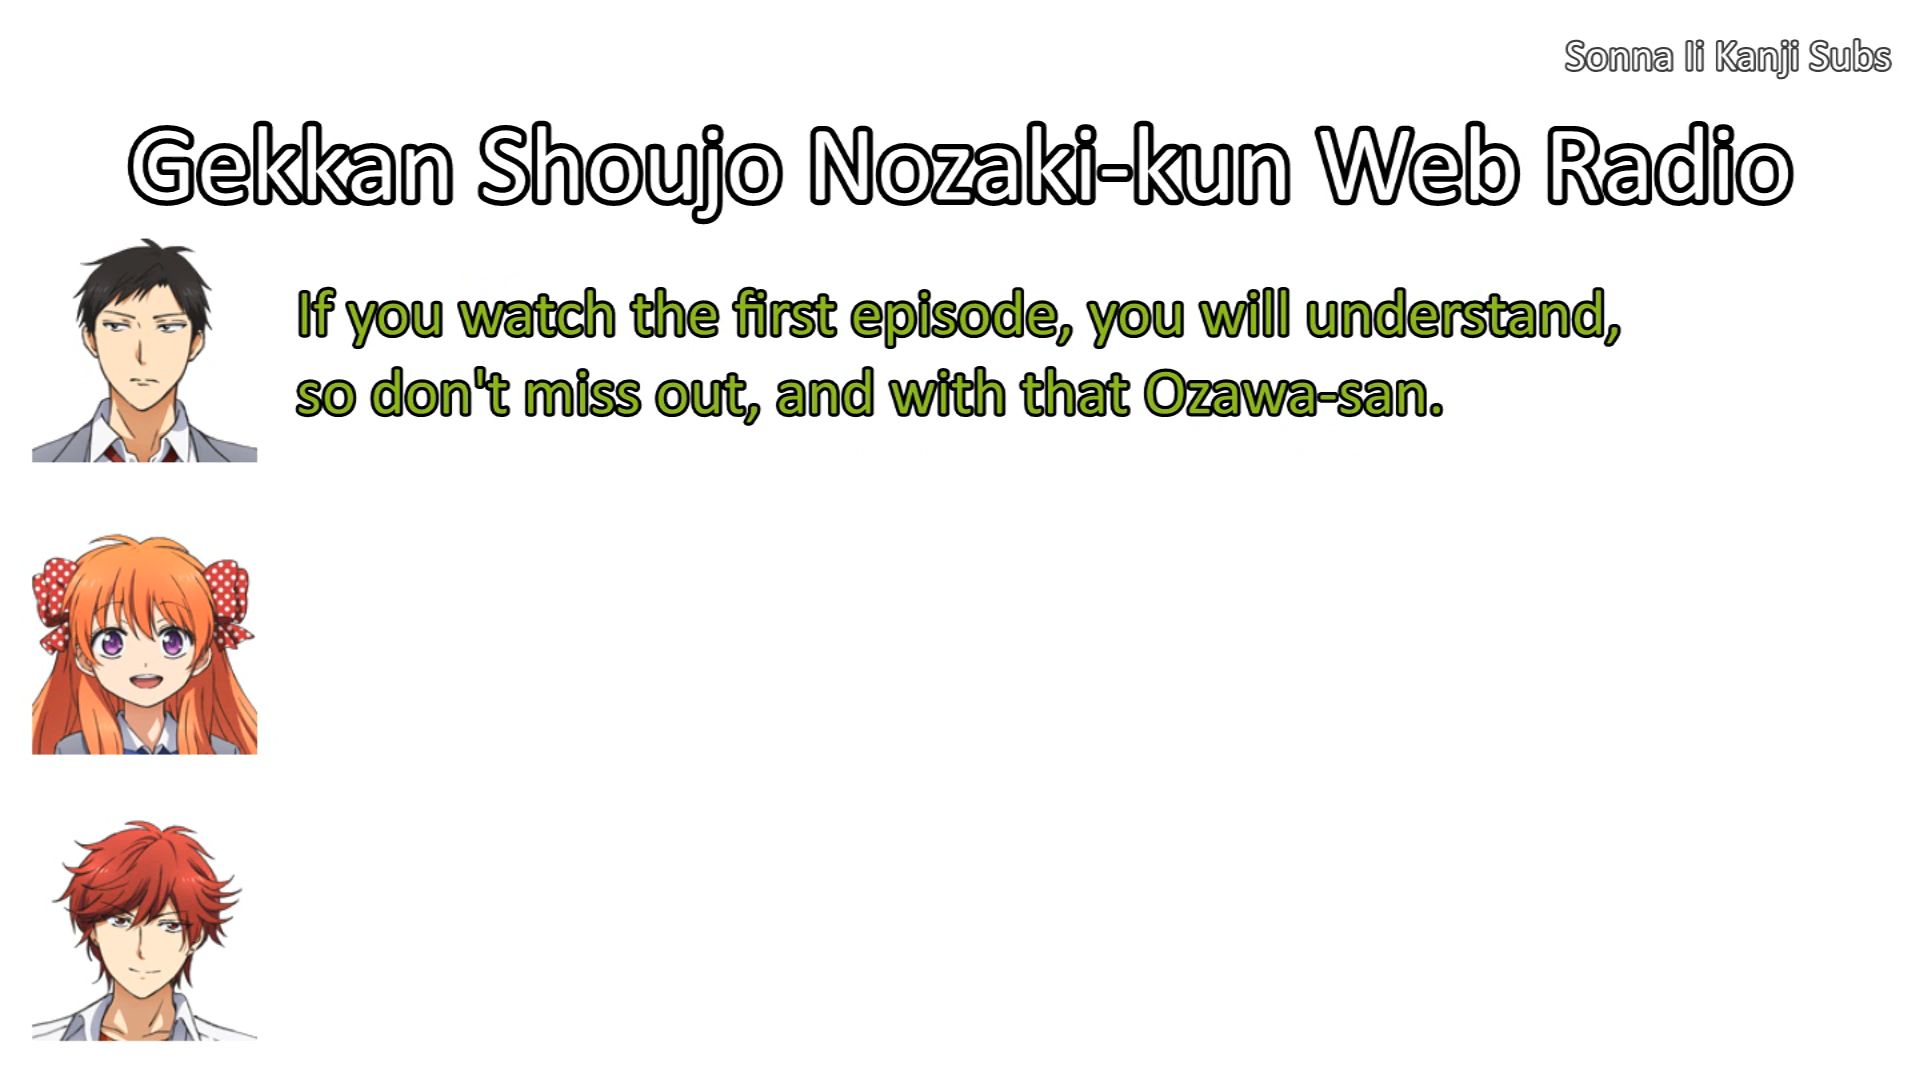 Sonna Ii Kanji Subs
Gekkan Shoujo Nozaki-kun Web Radio
If you watch the first episode, you will understand,
so don't miss out, and with that Ozawa-san.